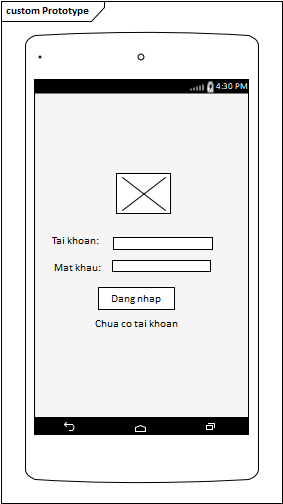 custom Prototype
4:30 PM
Tai khoan:
Mat khau:
Dang nhap
Chua co tai khoan